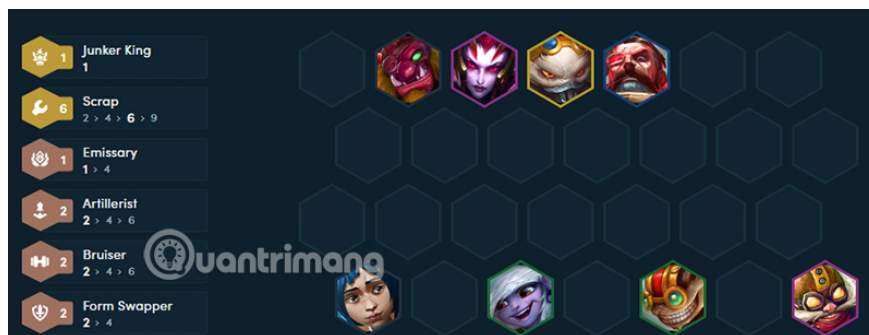 1 Junker King
1
6 Scrap
2 > 4 > 6 > 9
1 Emissary
1 > 4
2 Artillerist
2 > 4 > 6
2 Bruiser
2 > 4 > 6
2 Form Swapper
2 > 4
Quantrimang